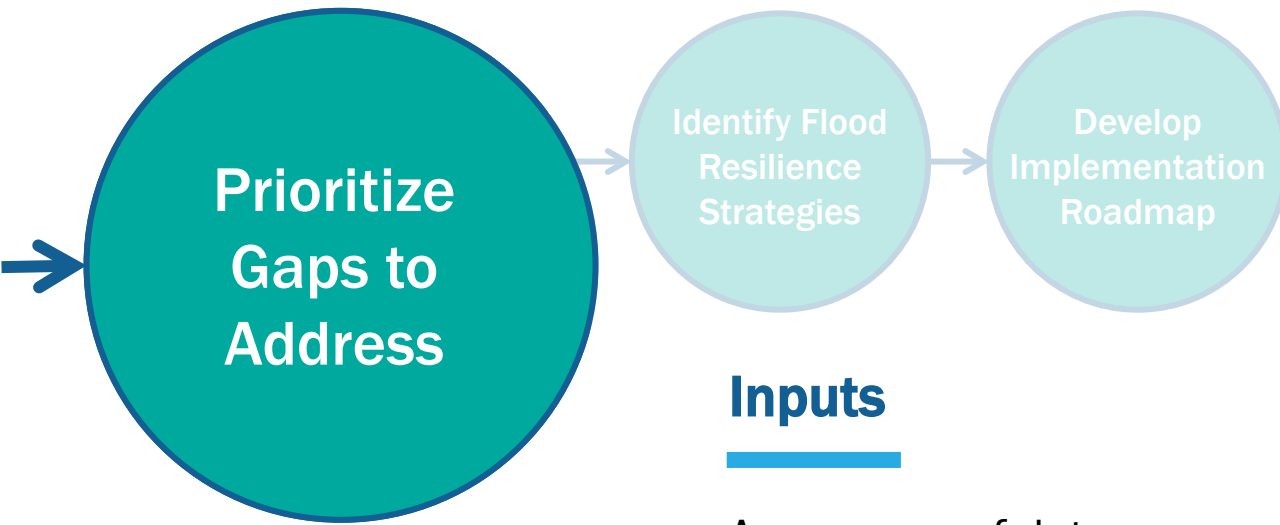 Prioritize
Gaps to
Address
Identify Flood
Resilience
Strategies
Develop
Implementation
Roadmap
Inputs